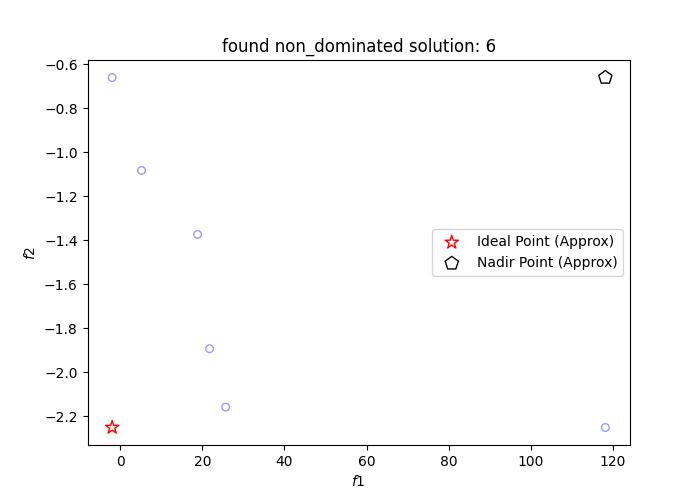 found non_dominated solution: 6
−0.6
−0.8
−1.0
−1.2
−1.4
−1.6
−1.8
−2.0
−2.2
f2
Ideal Point (Approx)
Nadir Point (Approx)
0 20 40 60 80 100 120
f1